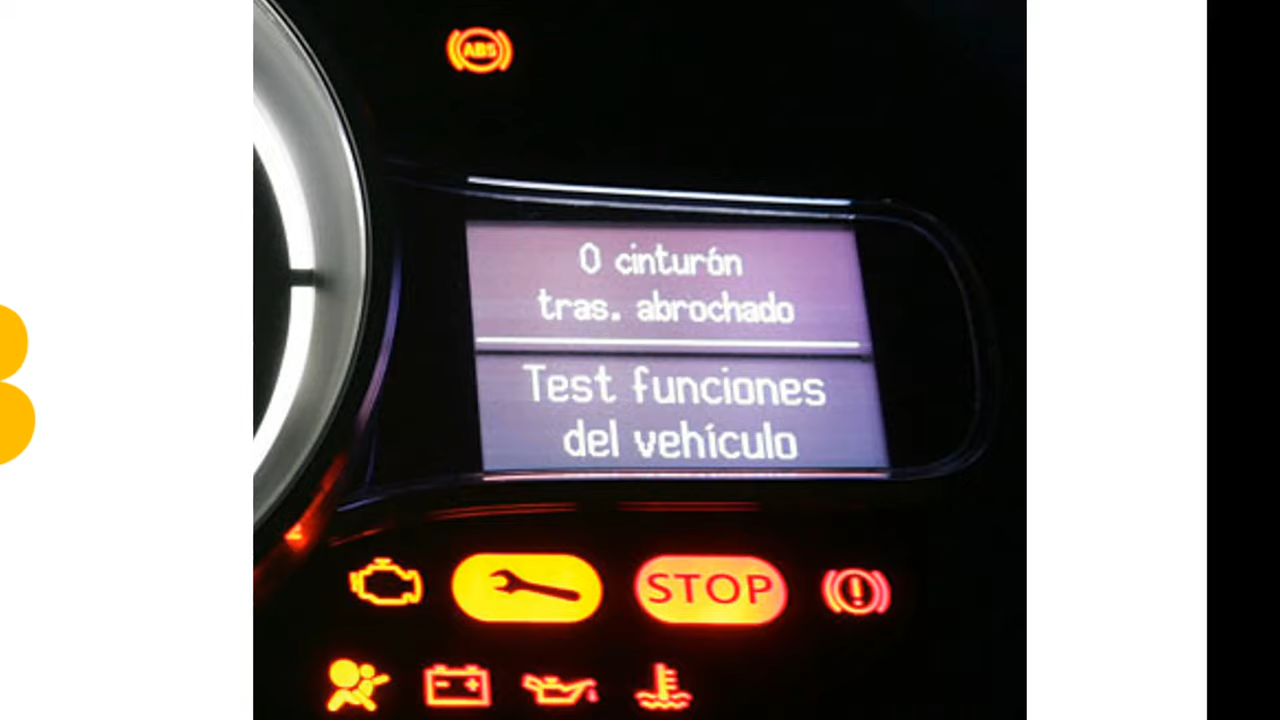 ABS
0 cinturón
tras. abrochado
Test funciones
del vehículo
STOP